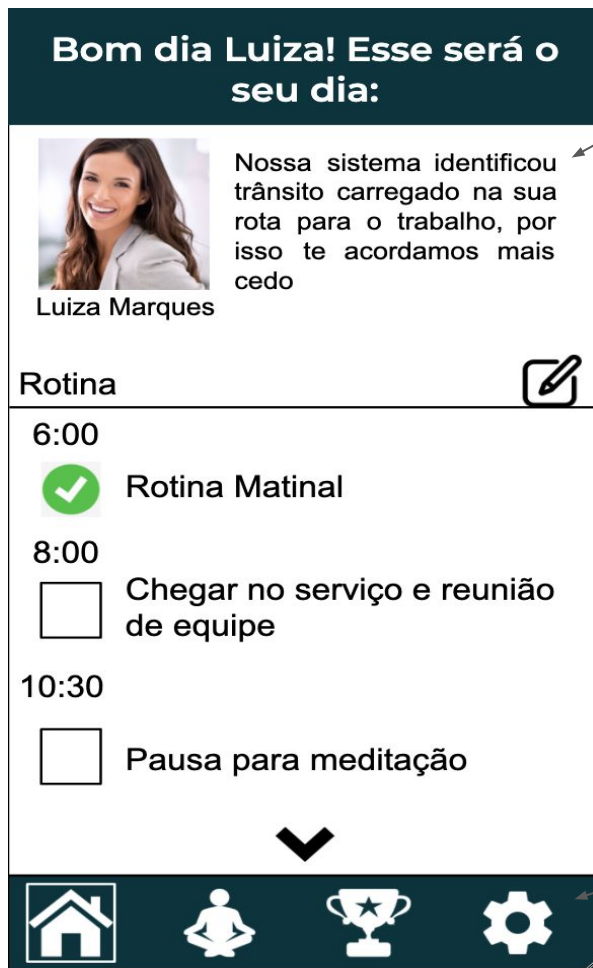 Bom dia Luiza! Esse será o
seu dia:
Nossa sistema identificou
trânsito carregado na sua
rota para o trabalho, por
isso te acordamos mais
cedo
Luiza Marques
Rotina
6:00
Rotina Matinal
8:00
Chegar no serviço e reunião
de equipe
10:30
Pausa para meditação